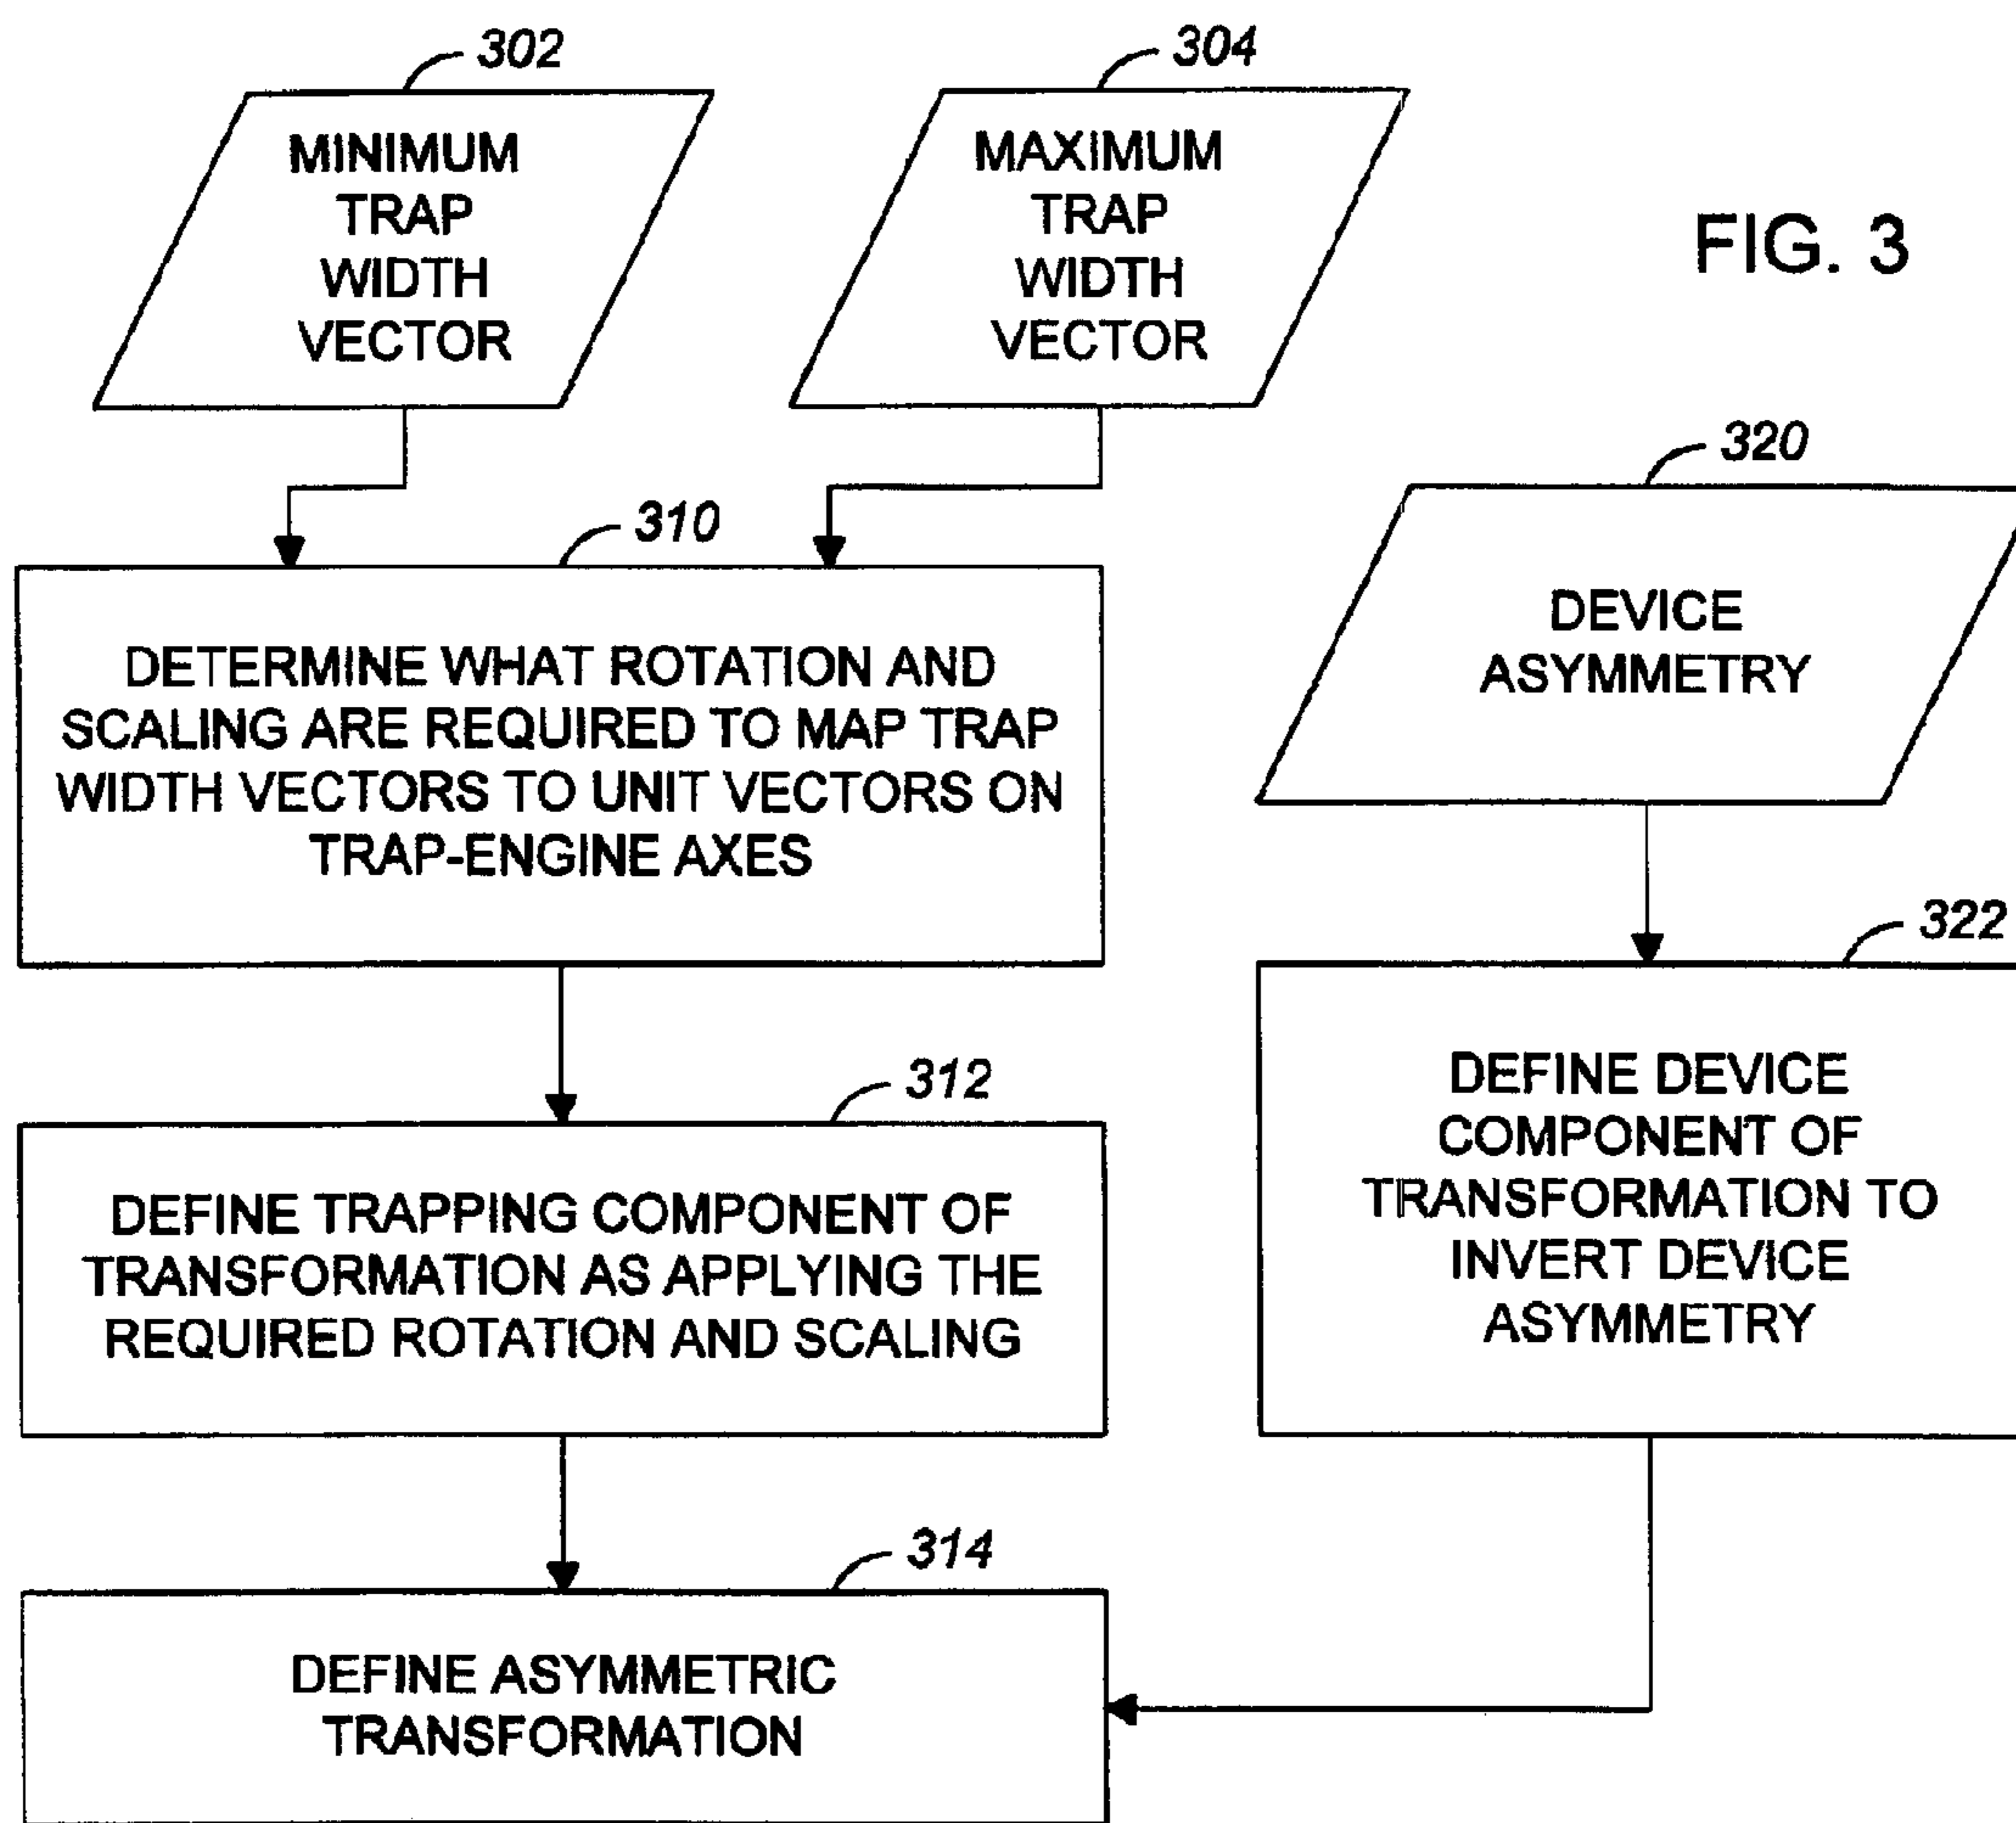 302
MINIMUM
TRAP
WIDTH
VECTOR
304
MAXIMUM
TRAP
WIDTH
VECTOR
FIG. 3
310
DETERMINE WHAT ROTATION AND
SCALING ARE REQUIRED TO MAP TRAP
WIDTH VECTORS TO UNIT VECTORS ON
TRAP-ENGINE AXES
320
DEVICE
ASYMMETRY
312
DEFINE TRAPPING COMPONENT OF
TRANSFORMATION AS APPLYING THE
REQUIRED ROTATION AND SCALING
322
DEFINE DEVICE
COMPONENT OF
TRANSFORMATION TO
INVERT DEVICE
ASYMMETRY
314
DEFINE ASYMMETRIC
TRANSFORMATION